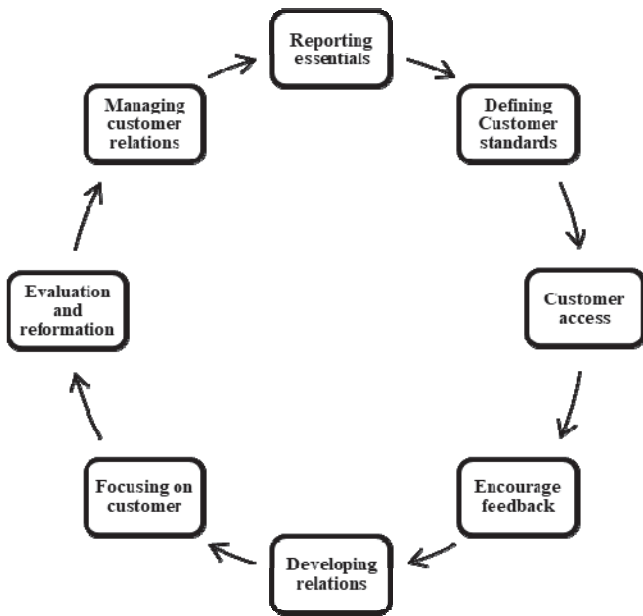 Reporting
essentials
Defining
Customer
standards
Customer
access
Encourage
feedback
Developing
relations
Focusing on
customer
Evaluation
and
reformation
Managing
customer
relations